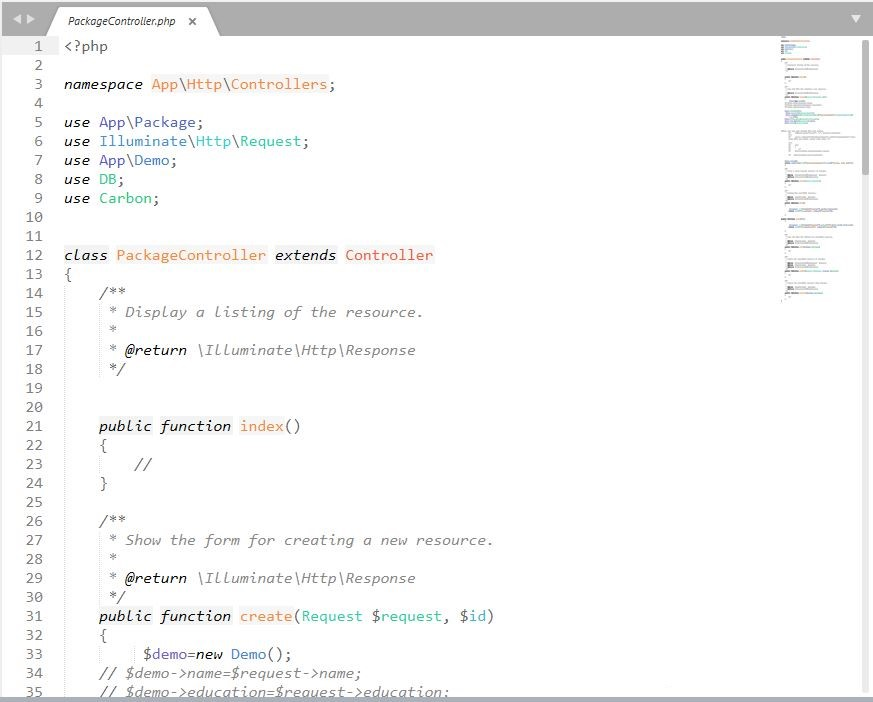 PackageController.php ×
1 <?php
2
3 namespace App\Http\Controllers;
4
5 use App\Package;
6 use Illuminate\Http\Request;
7 use App\Demo;
8 use DB;
9 use Carbon;
10
11
12 class PackageController extends Controller
13 {
14     /**
15      * Display a listing of the resource.
16      *
17      * @return \Illuminate\Http\Response
18      */
19
20
21     public function index()
22     {
23         //
24     }
25
26     /**
27      * Show the form for creating a new resource.
28      *
29      * @return \Illuminate\Http\Response
30      */
31     public function create(Request $request, $id)
32     {
33          $demo=new Demo();
34     // $demo->name=$request->name;
35     // $demo->education=$request->education;